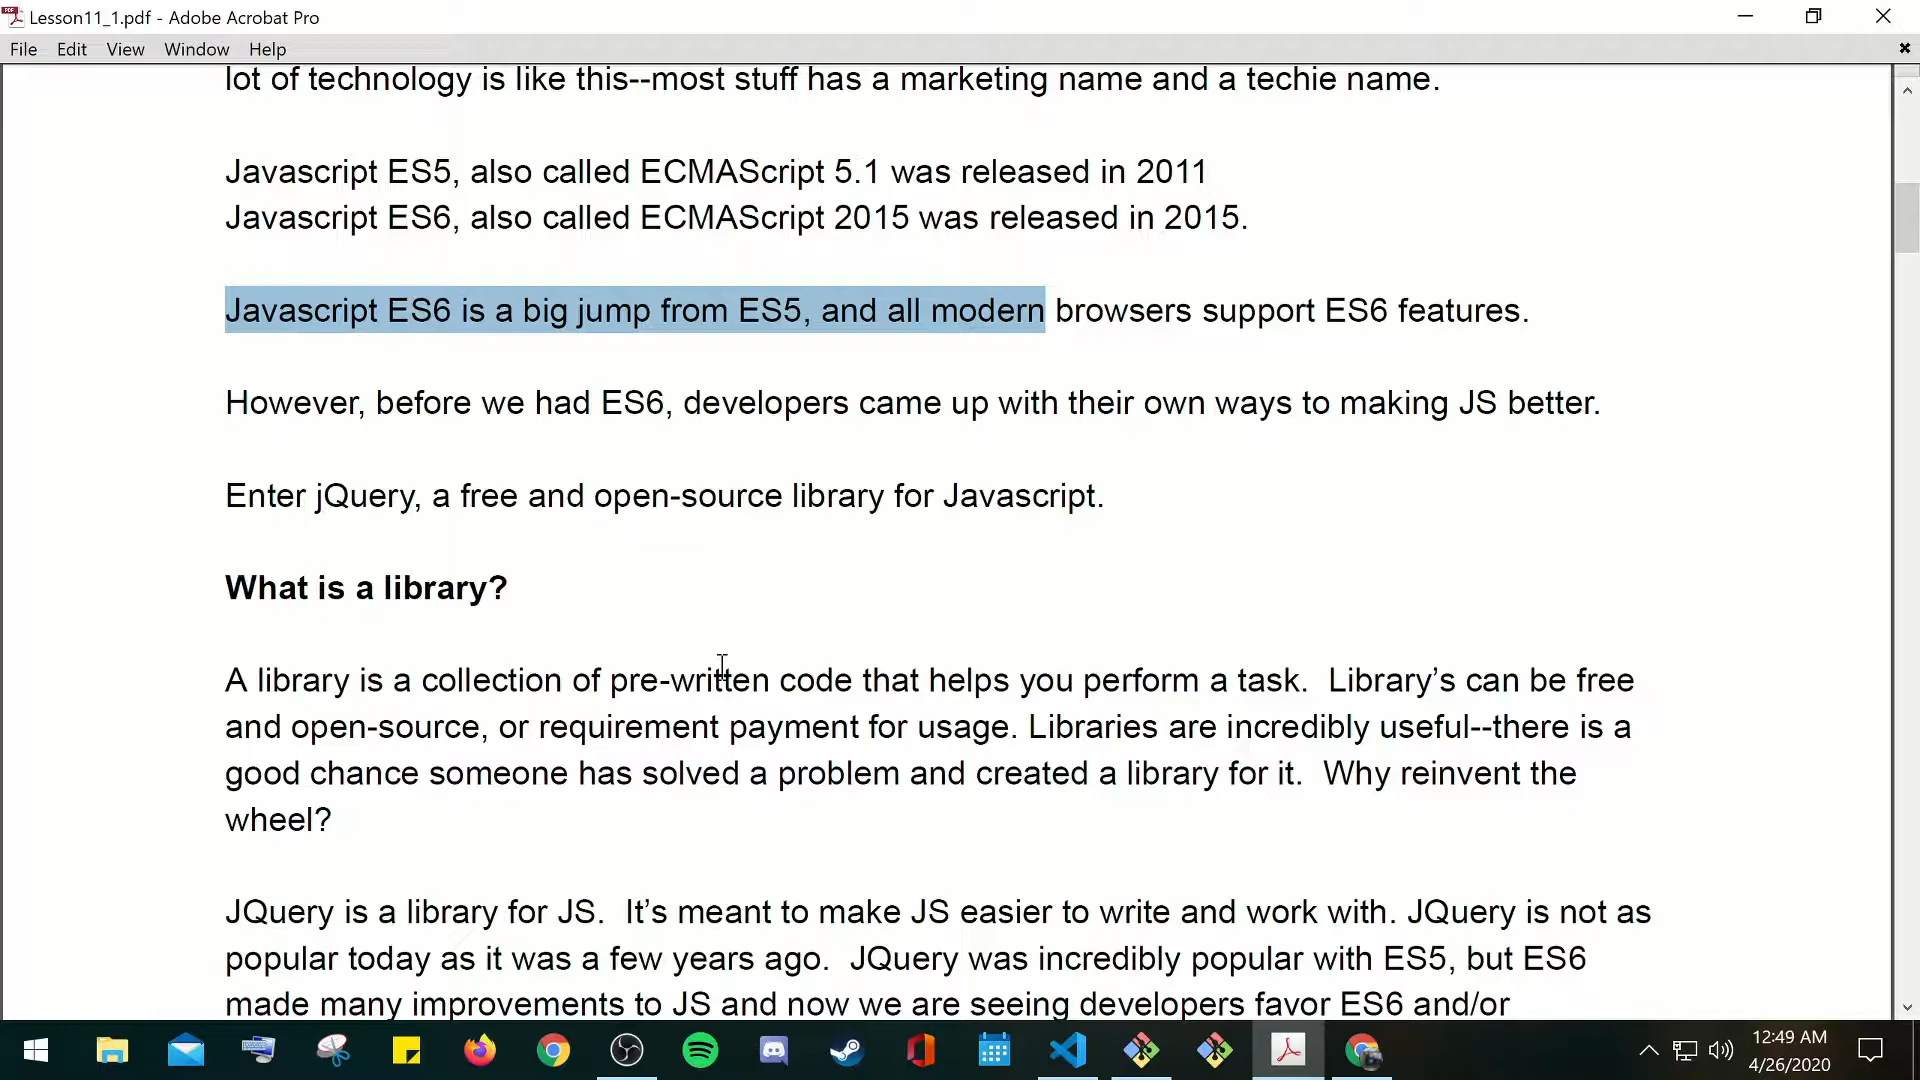 Lesson11_1.pdf - Adobe Acrobat Pro
File Edit View Window Help
lot of technology is like this--most stuff has a marketing name and a techie name.
Javascript ES5, also called ECMAScript 5.1 was released in 2011
Javascript ES6, also called ECMAScript 2015 was released in 2015.
Javascript ES6 is a big jump from ES5, and all modern browsers support ES6 features.
However, before we had ES6, developers came up with their own ways to making JS better.
Enter jQuery, a free and open-source library for Javascript.
What is a library?
A library is a collection of pre-written code that helps you perform a task.  Library’s can be free
and open-source, or requirement payment for usage. Libraries are incredibly useful--there is a
good chance someone has solved a problem and created a library for it.  Why reinvent the
wheel?
JQuery is a library for JS.  It’s meant to make JS easier to write and work with. JQuery is not as
popular today as it was a few years ago.  JQuery was incredibly popular with ES5, but ES6
made many improvements to JS and now we are seeing developers favor ES6 and/or
12:49 AM
4/26/2020